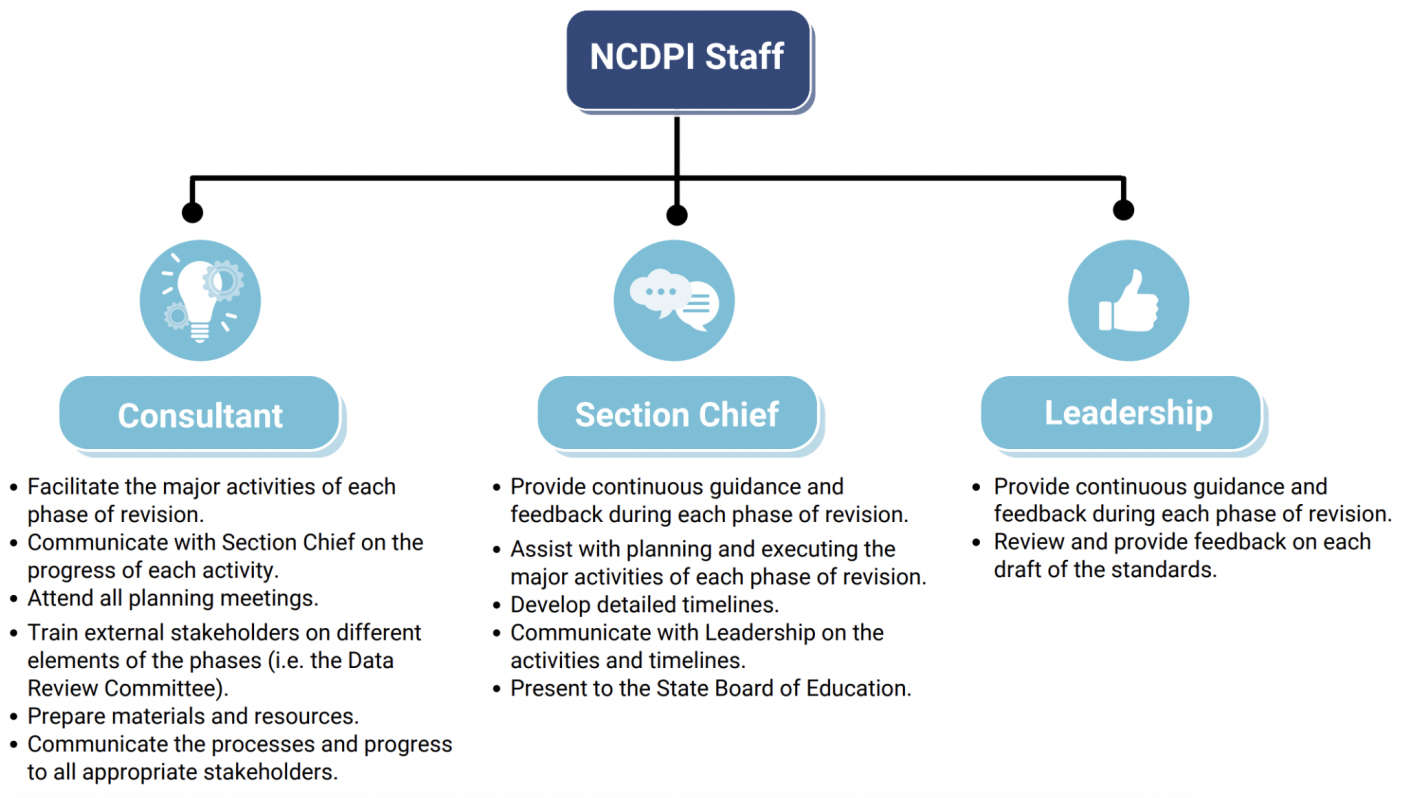 NCDPI Staff
Consultant
• Facilitate the major activities of each
phase of revision.
• Communicate with Section Chief on the
progress of each activity.
• Attend all planning meetings.
• Train external stakeholders on different
elements of the phases (i.e. the Data
Review Committee).
• Prepare materials and resources.
• Communicate the processes and progress
to all appropriate stakeholders.
Section Chief
• Provide continuous guidance and
feedback during each phase of revision.
• Assist with planning and executing the
major activities of each phase of revision.
• Develop detailed timelines.
• Communicate with Leadership on the
activities and timelines.
• Present to the State Board of Education.
Leadership
• Provide continuous guidance and
feedback during each phase of revision.
• Review and provide feedback on each
draft of the standards.